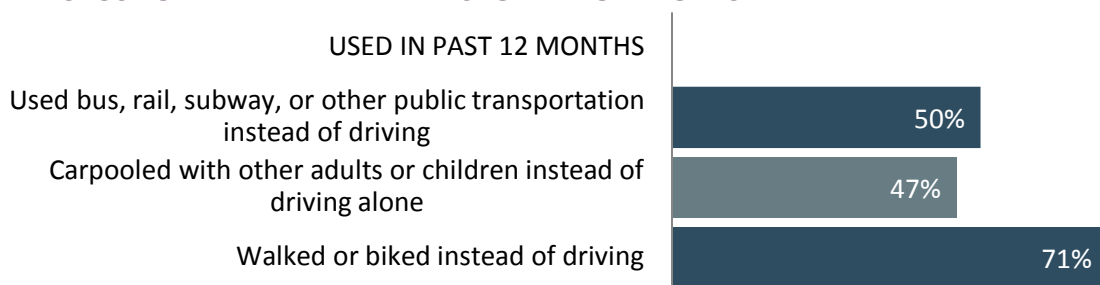 USED IN PAST 12 MONTHS
Used bus, rail, subway, or other public transportation
instead of driving
50%
Carpooled with other adults or children instead of
driving alone
47%
Walked or biked instead of driving
71%